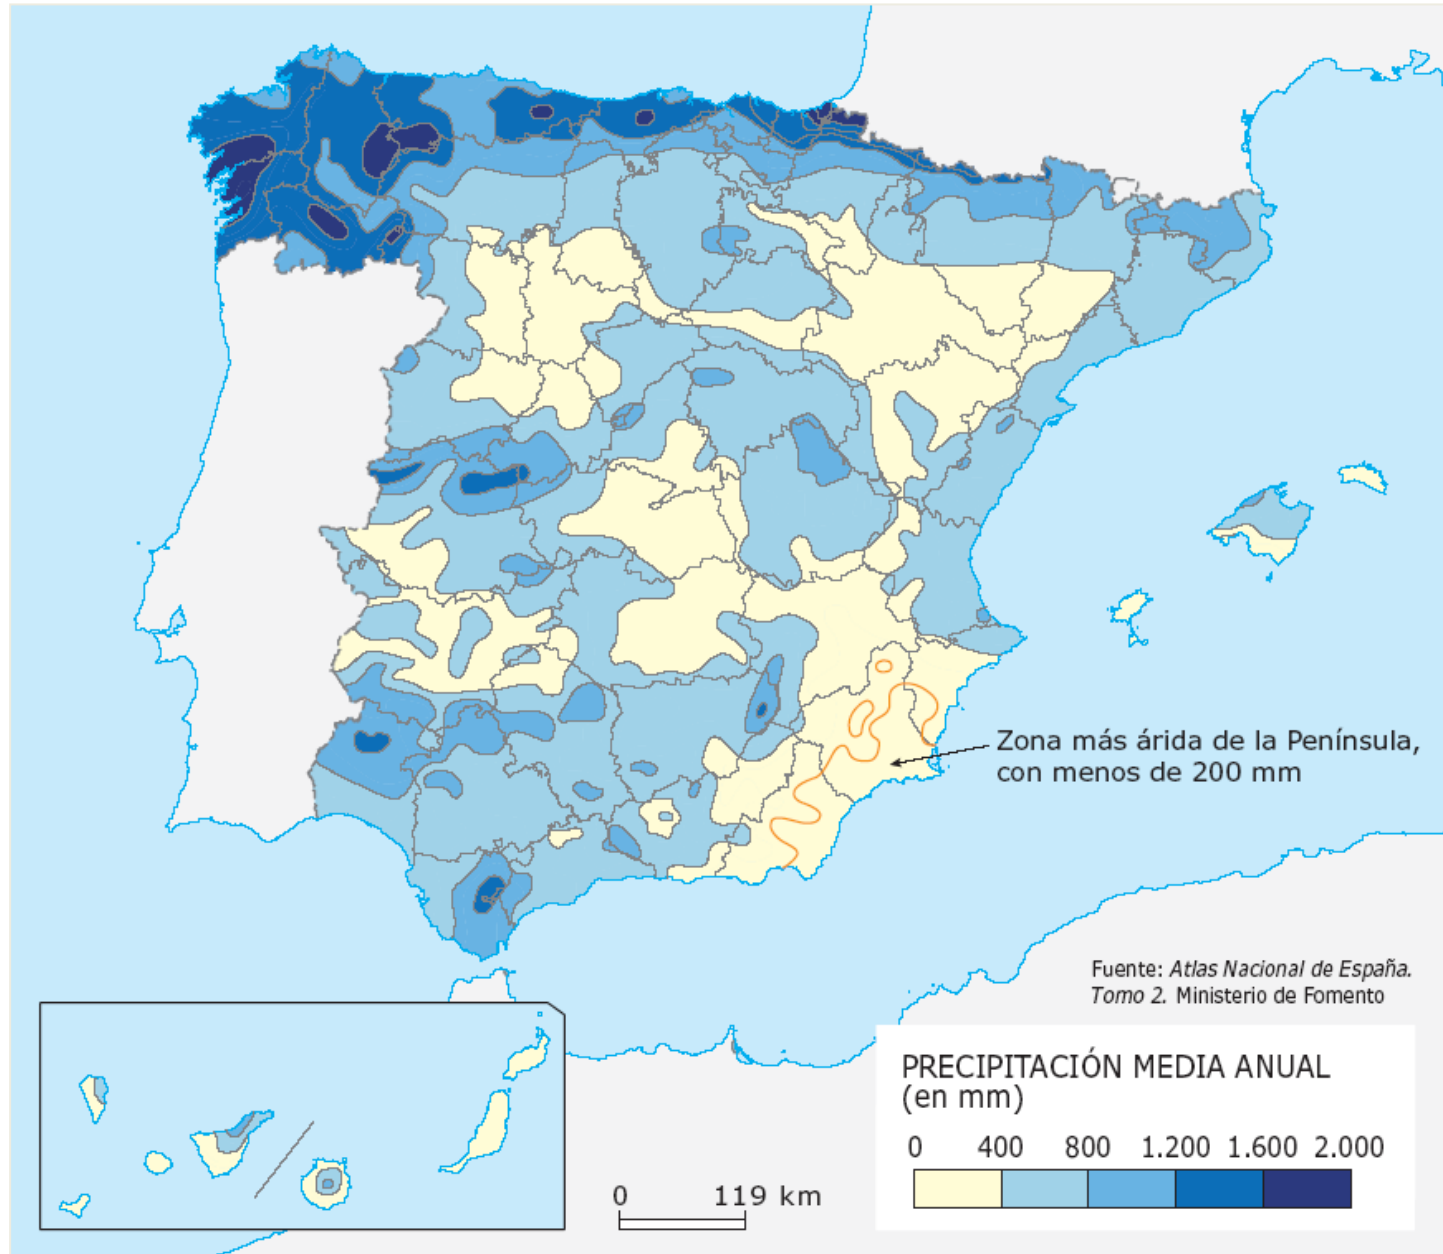 Zona más árida de la Península,
con menos de 200 mm
Fuente: Atlas Nacional de España.
Tomo 2. Ministerio de Fomento
PRECIPITACIÓN MEDIA ANUAL
(en mm)
0 400 800 1.200 1.600 2.000
0 119 km